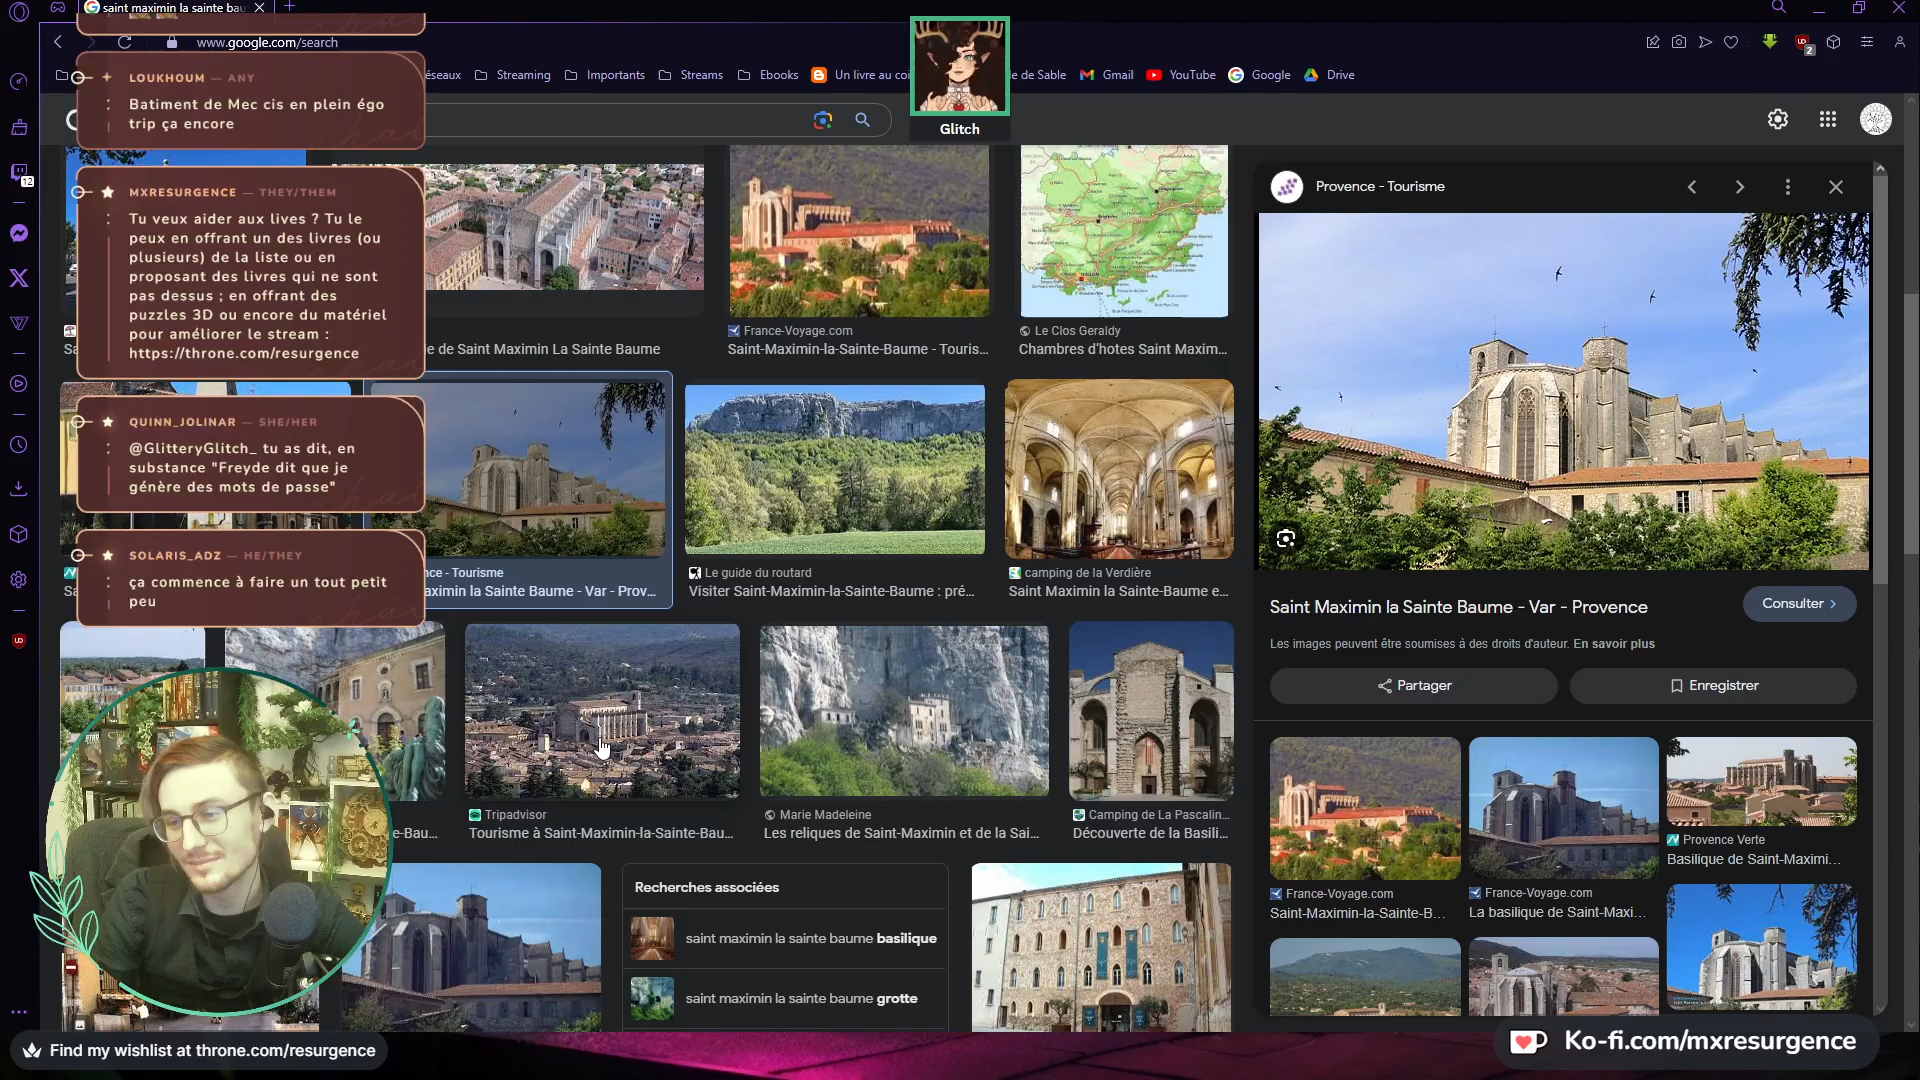 saint maximin la sainte bau
www.google.com/search
2
éseaux
Streaming
Importants
Streams
Ebooks
Un livre au coi
le de Sable
Gmail
YouTube
Google
Drive
Glitch
LOUKHOUM — ANY
Batiment de Mec cis en plein égo
trip ça encore
12
MXRESURGENCE — THEY/THEM
Tu veux aider aux lives ? Tu le
peux en offrant un des livres (ou
plusieurs) de la liste ou en
proposant des livres qui ne sont
pas dessus ; en offrant des
puzzles 3D ou encore du matériel
pour améliorer le stream :
https://throne.com/resurgence
QUINN_JOLINAR — SHE/HER
@GlitteryGlitch_ tu as dit, en
substance "Freyde dit que je
génère des mots de passe"
SOLARIS_ADZ — HE/THEY
ça commence à faire un tout petit
peu
France-Voyage.com
Saint-Maximin-la-Sainte-Baume - Touris...
Le Clos Geraldy
Chambres d'hotes Saint Maxim...
e de Saint Maximin La Sainte Baume
nce - Tourisme
aximin la Sainte Baume - Var - Prov...
Le guide du routard
Visiter Saint-Maximin-la-Sainte-Baume : pré...
camping de la Verdière
Saint Maximin la Sainte-Baume e...
e-Bau...
Tripadvisor
Tourisme à Saint-Maximin-la-Sainte-Bau...
Marie Madeleine
Les reliques de Saint-Maximin et de la Sai...
Camping de La Pascalin...
Découverte de la Basili...
Recherches associées
saint maximin la sainte baume basilique
saint maximin la sainte baume grotte
Provence - Tourisme
Saint Maximin la Sainte Baume - Var - Provence
Consulter
Les images peuvent être soumises à des droits d'auteur. En savoir plus
Partager
Enregistrer
France-Voyage.com
Saint-Maximin-la-Sainte-B...
France-Voyage.com
La basilique de Saint-Maxi...
Provence Verte
Basilique de Saint-Maximi...
Find my wishlist at throne.com/resurgence
Ko-fi.com/mxresurgence